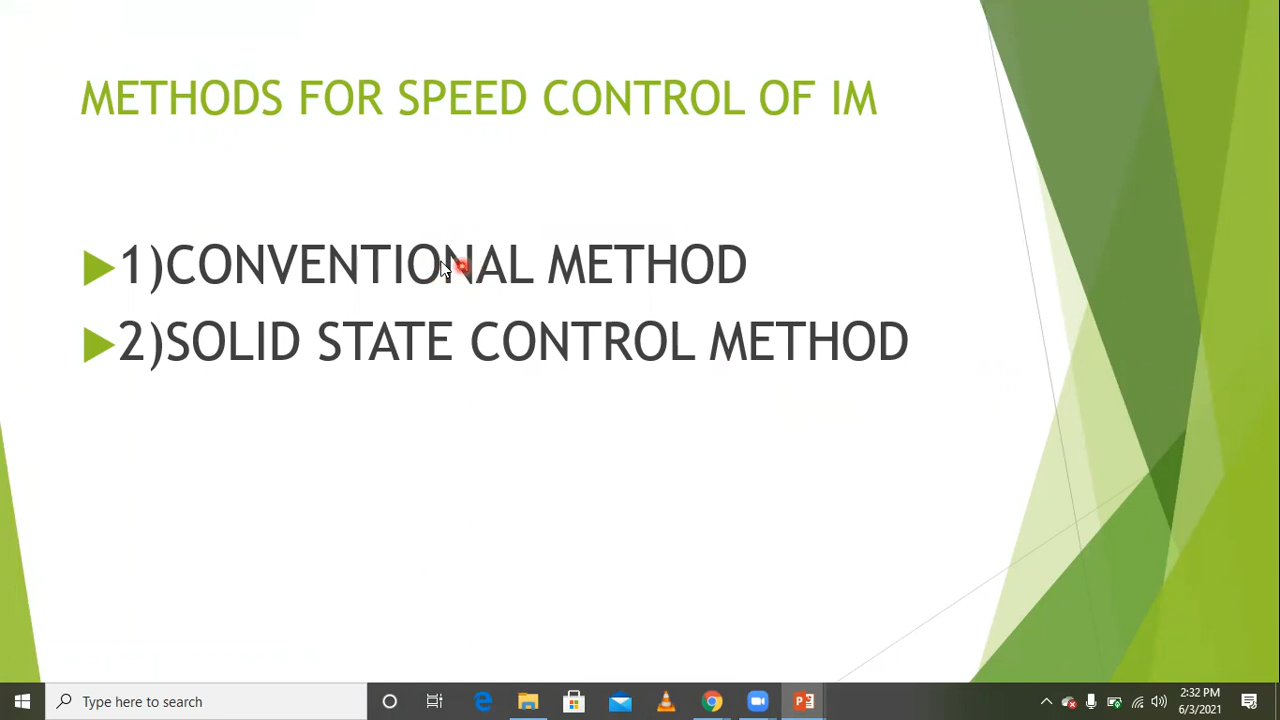 METHODS FOR SPEED CONTROL OF IM
1)CONVENTIONAL METHOD
2)SOLID STATE CONTROL METHOD
Type here to search
2:32 PM
6/3/2021